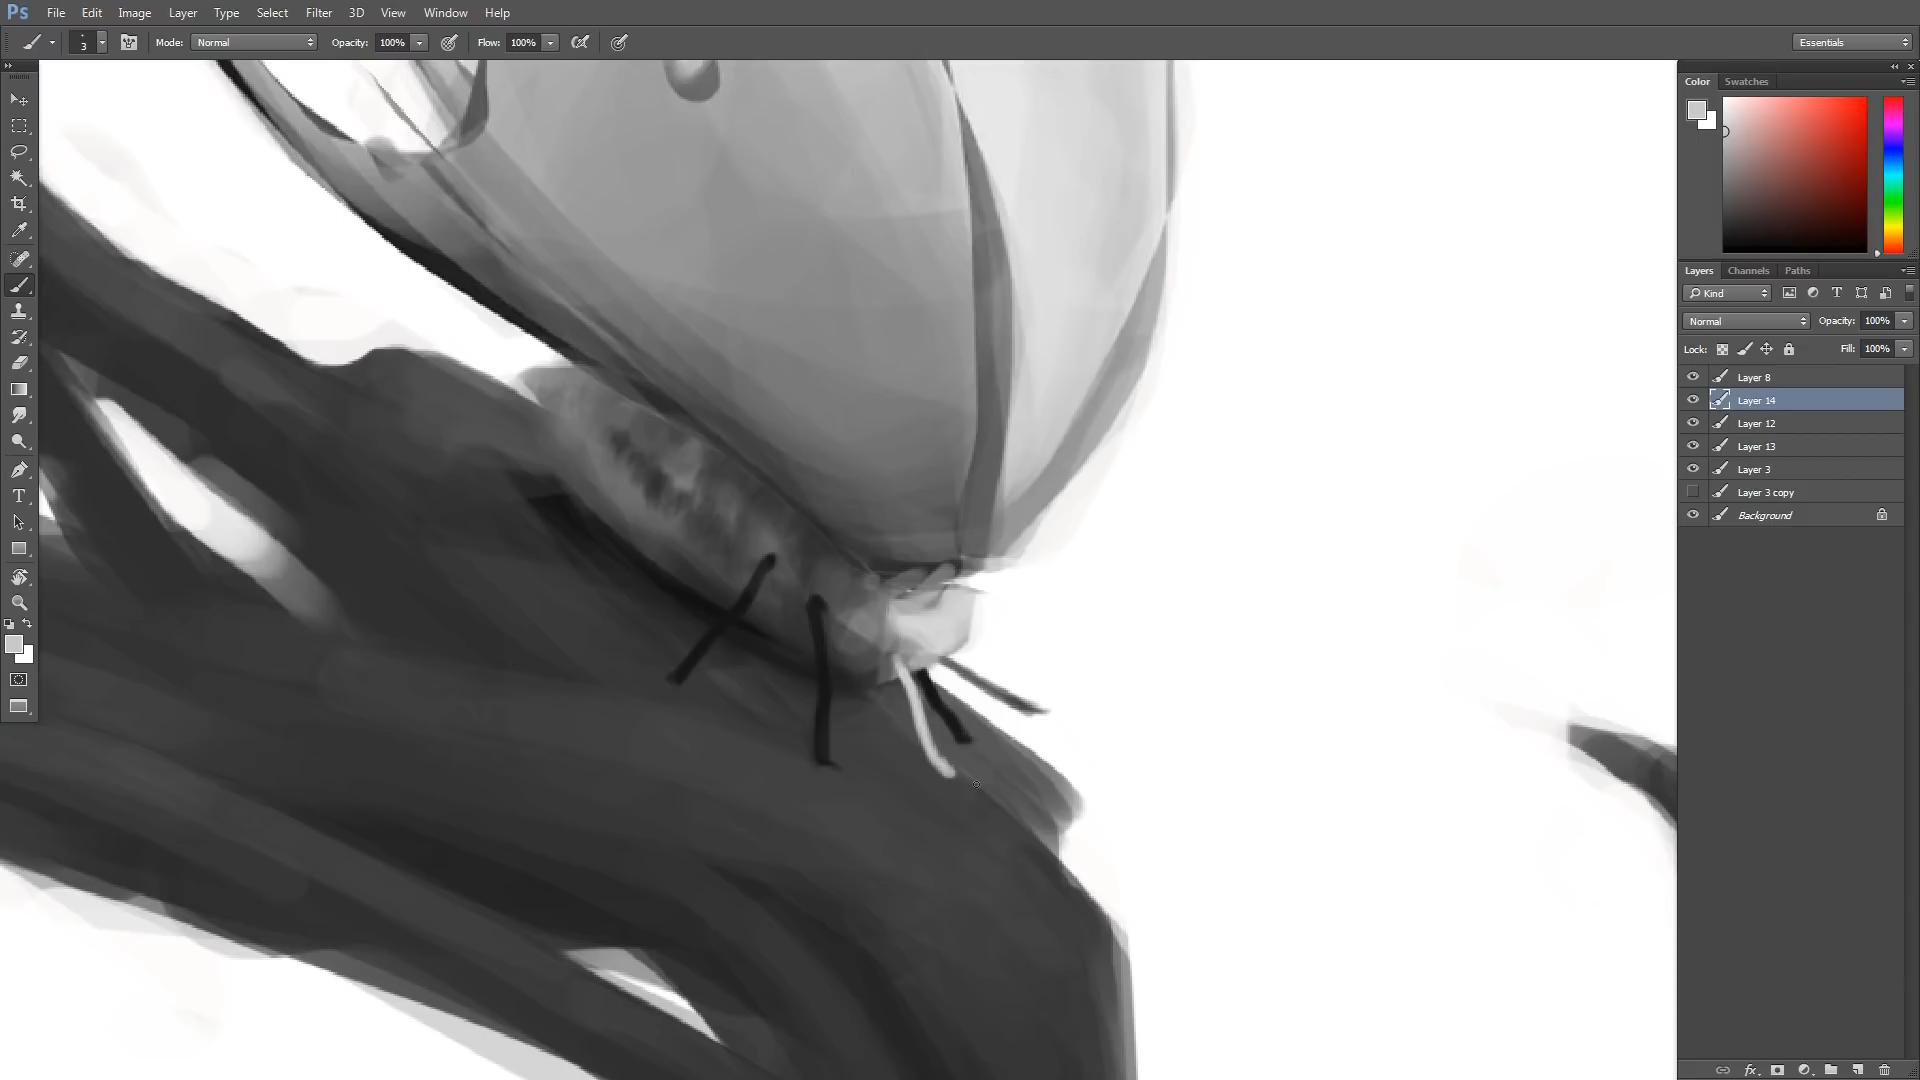 Ps File Edit Image Layer Type Select Filter 3D View Window Help
3 Mode: Normal Opacity: 100% Flow: 100% Essentials
Color Swatches
Layers Channels Paths
Kind
Normal Opacity: 100%
Lock: Fill: 100%
Layer 8
Layer 14
Layer 12
Layer 13
Layer 3
Layer 3 copy
Background